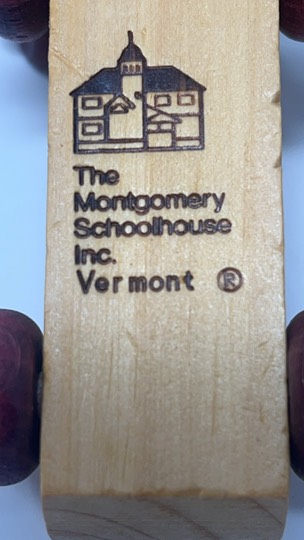 The
Montgomery
Schoolhouse
Inc.
Vermont ®